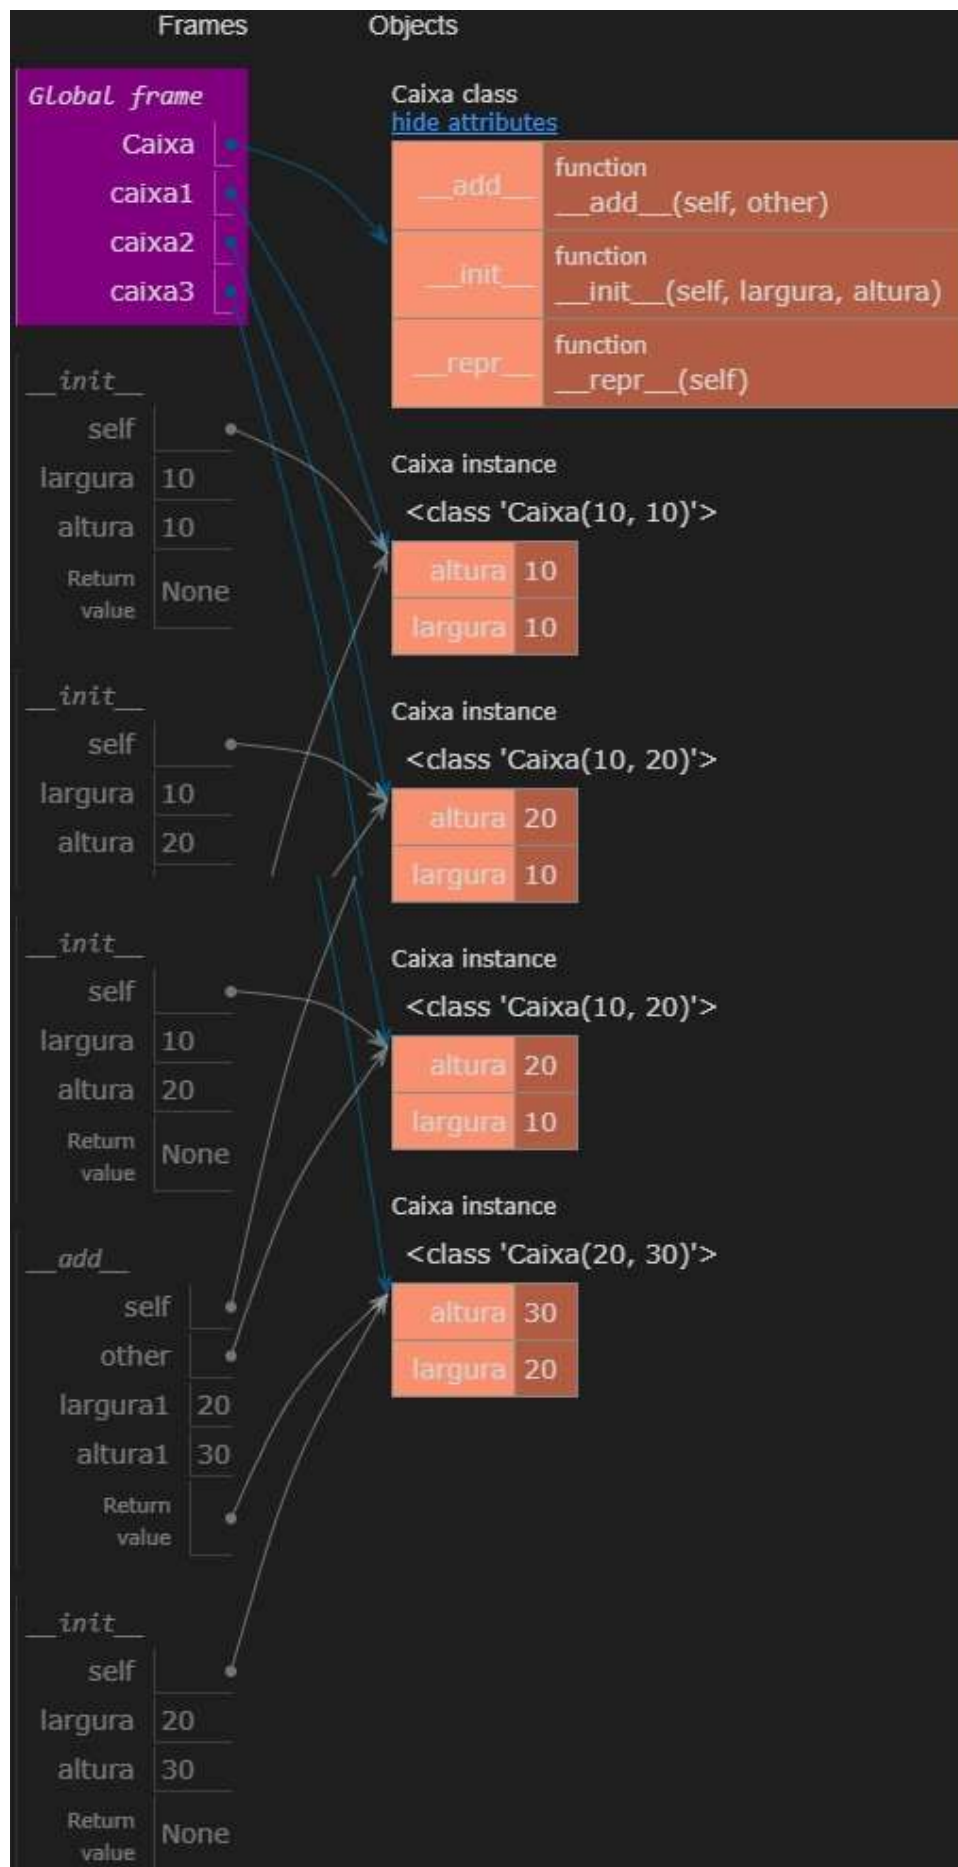 Frames
Objects
Global frame
Caixa
caixa1
caixa2
caixa3
Caixa class
hide attributes
__add__
function
__add__(self, other)
__init__
function
__init__(self, largura, altura)
__repr__
function
__repr__(self)
__init__
self
largura 10
altura 10
Return
value
None
Caixa instance
<class 'Caixa(10, 10)'>
altura 10
largura 10
__init__
self
largura 10
altura 20
Caixa instance
<class 'Caixa(10, 20)'>
altura 20
largura 10
__init__
self
largura 10
altura 20
Return
value
None
Caixa instance
<class 'Caixa(10, 20)'>
altura 20
largura 10
__add__
self
other
largura1 20
altura1 30
Return
value
Caixa instance
<class 'Caixa(20, 30)'>
altura 30
largura 20
__init__
self
largura 20
altura 30
Return
value
None